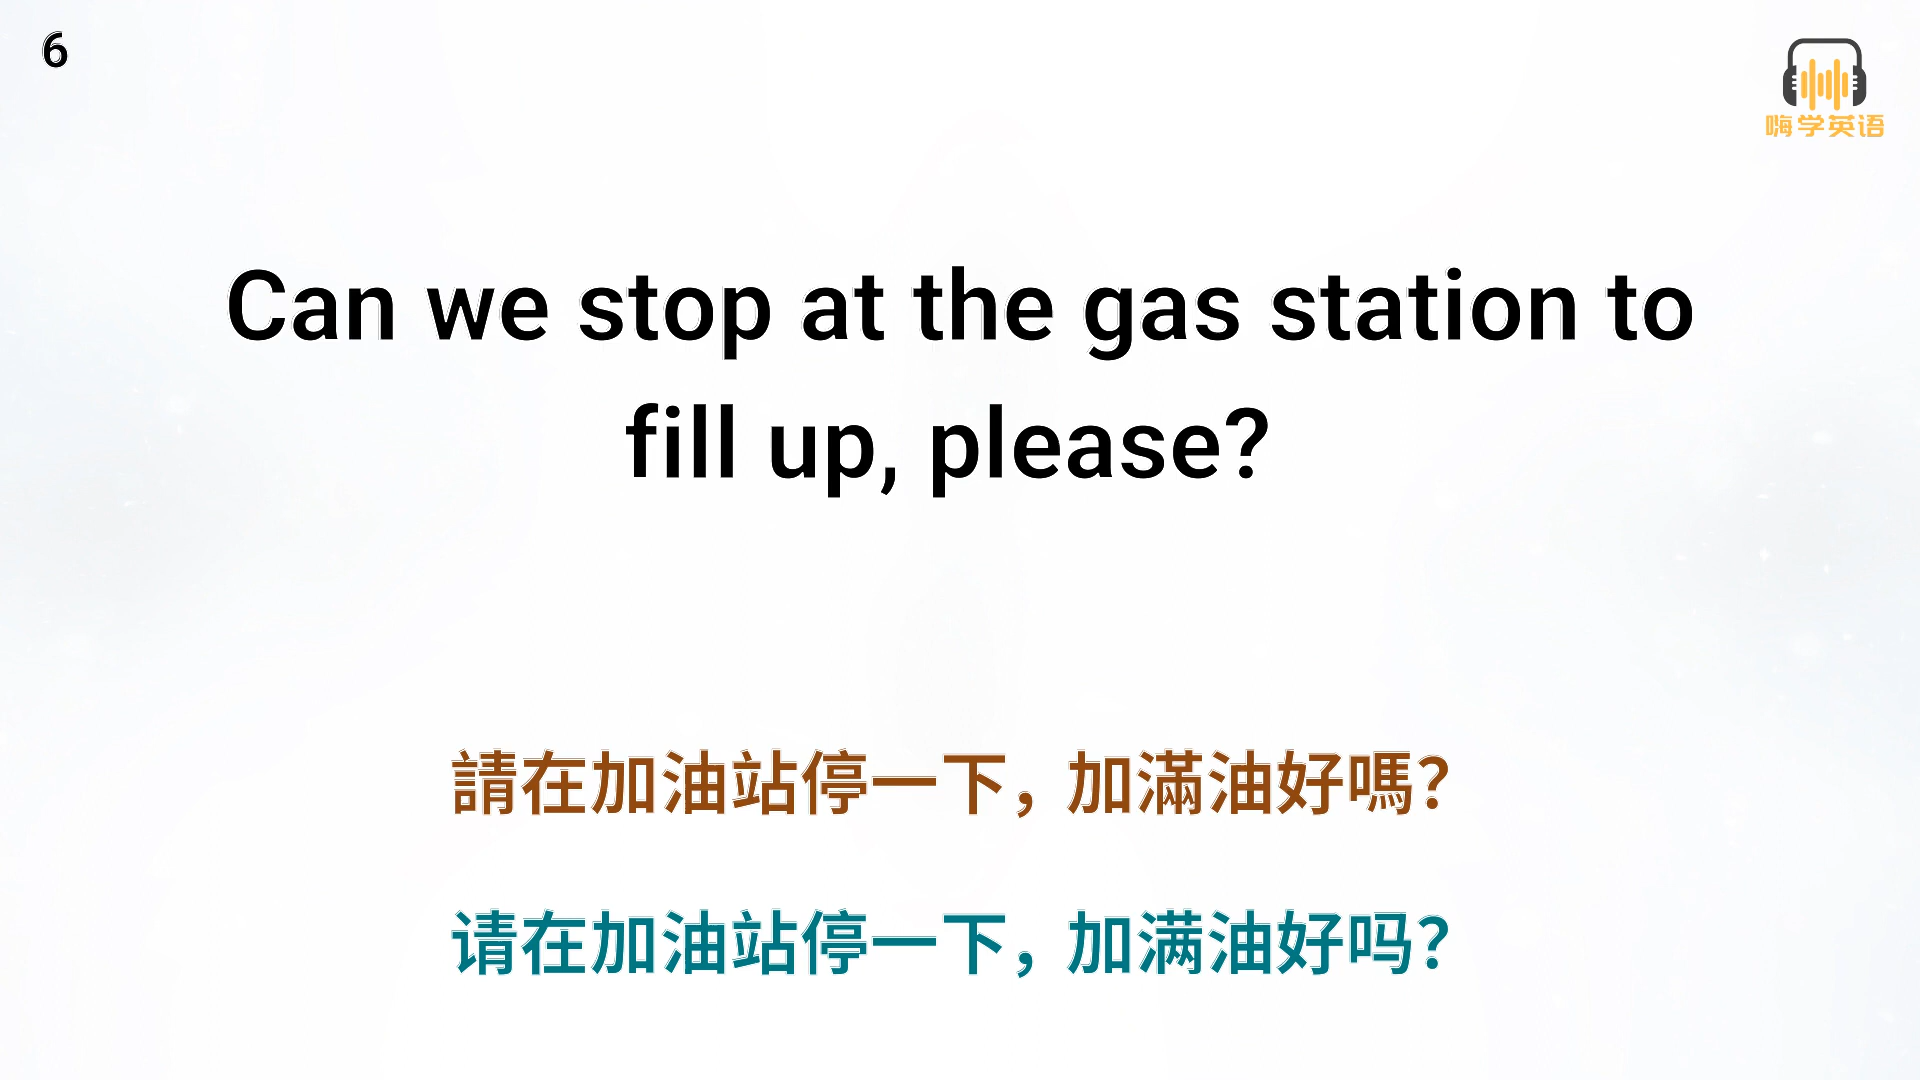 6
嗨学英语
Can we stop at the gas station to
fill up, please?
請在加油站停一下，加滿油好嗎？
请在加油站停一下，加满油好吗？